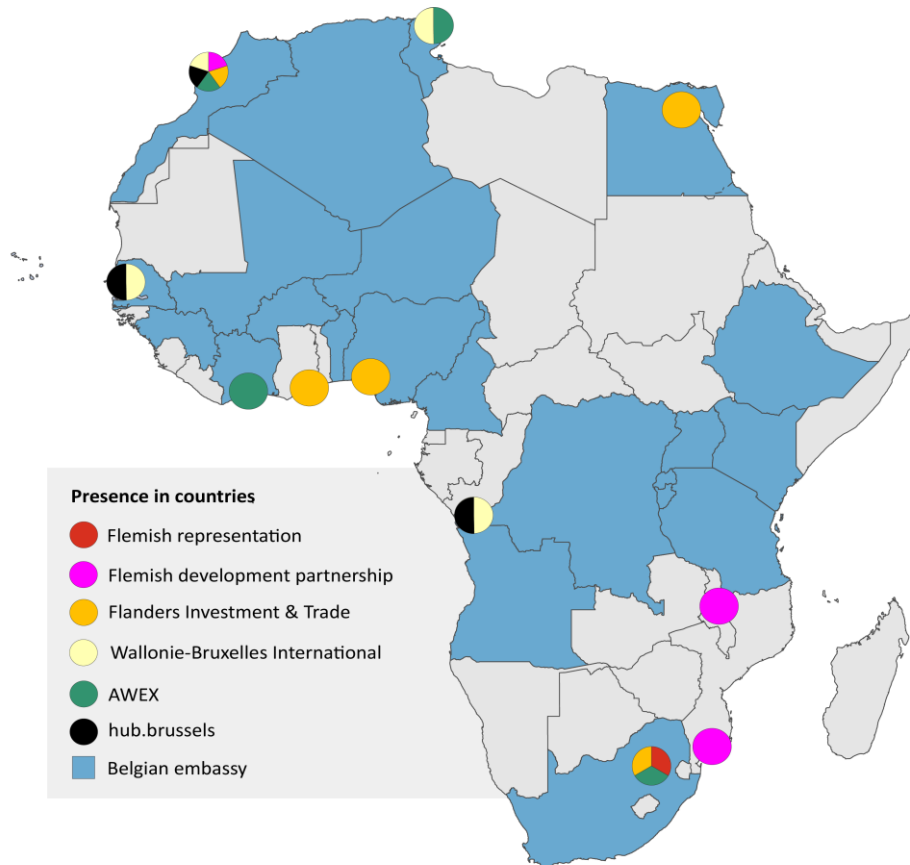 Presence in countries
Flemish representation
Flemish development partnership
Flanders Investment & Trade
Wallonie-Bruxelles International
AWEX
hub.brussels
Belgian embassy